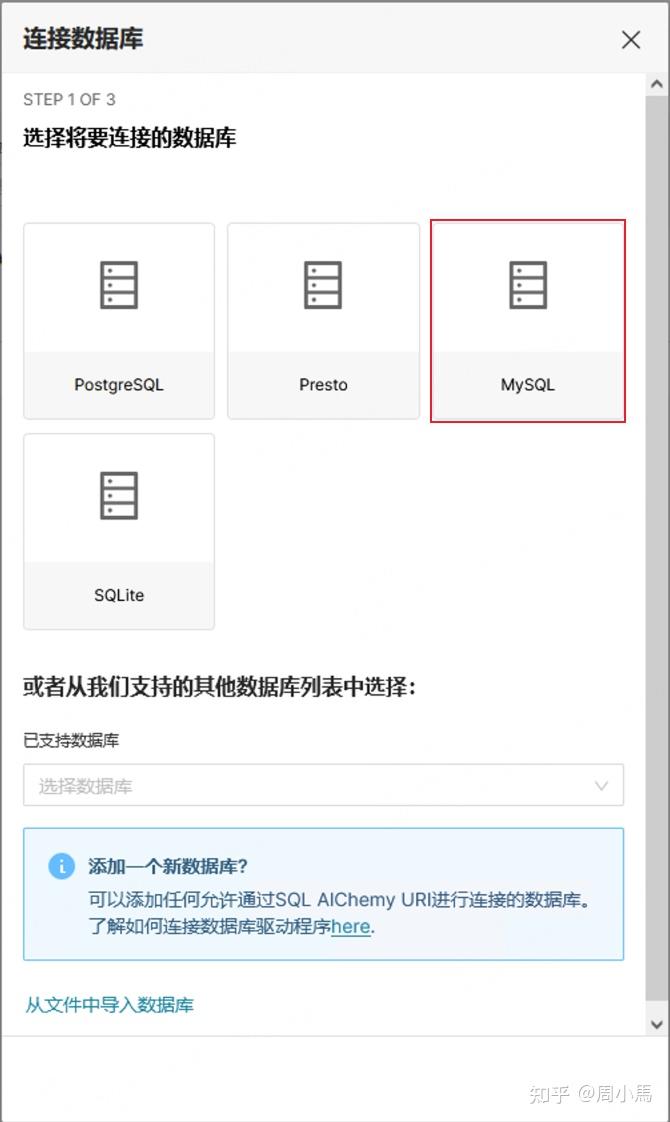 连接数据库
STEP 1 OF 3
选择将要连接的数据库
PostgreSQL
Presto
MySQL
SQLite
或者从我们支持的其他数据库列表中选择:
已支持数据库
选择数据库
添加一个新数据库?
可以添加任何允许通过SQL AlChemy URI进行连接的数据库。
了解如何连接数据库驱动程序here.
从文件中导入数据库
知乎 @周小馬